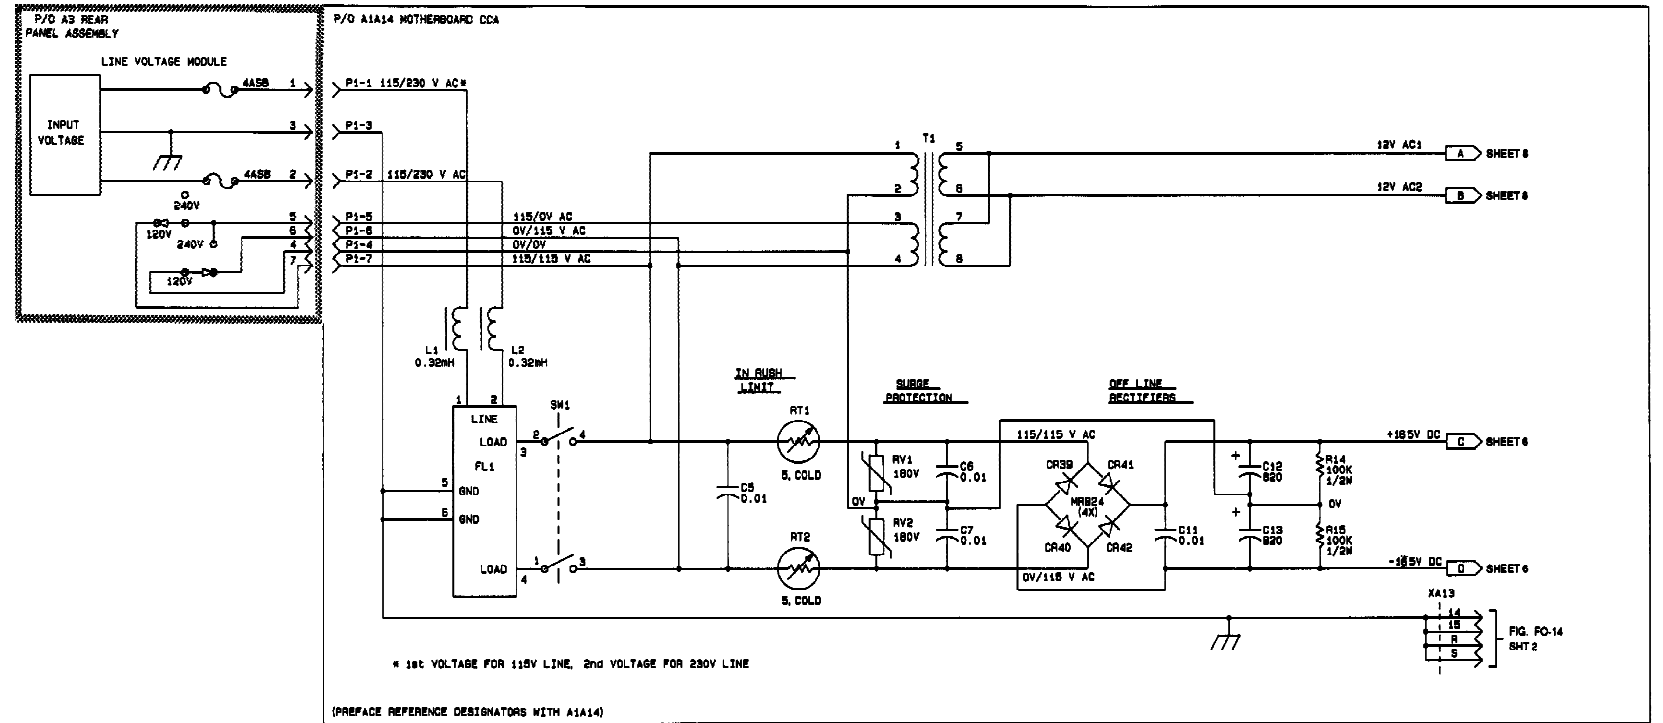 P/O A3 REAR
PANEL ASSEMBLY
P/O A1A14 MOTHERBOARD CCA
LINE VOLTAGE MODULE
INPUT
VOLTAGE
4ASB
1
P1-1 115/230 V AC*
3
P1-3
4ASB
2
P1-2 115/230 V AC
240V
120V
240V
120V
5
6
4
7
P1-5
P1-6
P1-4
P1-7
115/0V AC
0V/115 V AC
0V/0V
115/115 V AC
T1
1
2
3
4
5
6
7
8
12V AC1
A
SHEET 8
12V AC2
B
SHEET 8
L1
0.32mH
L2
0.32mH
1
2
LINE
LOAD
FL1
GND
GND
LOAD
5
6
3
4
SW1
2
4
1
3
C5
0.01
IN RUSH
LIMIT
RT1
5, COLD
RT2
5, COLD
SURGE
PROTECTION
RV1
180V
0V
RV2
180V
C6
0.01
C7
0.01
OFF LINE
RECTIFIERS
115/115 V AC
CR39
CR41
MR824
(4X)
CR40
CR42
0V/115 V AC
C11
0.01
+
C12
820
+
C13
820
R14
100K
1/2W
0V
R15
100K
1/2W
+165V DC
C
SHEET 6
-165V DC
D
SHEET 6
XA13
14
15
R
S
FIG. FO-14
SHT 2
* 1st VOLTAGE FOR 115V LINE, 2nd VOLTAGE FOR 230V LINE
(PREFACE REFERENCE DESIGNATORS WITH A1A14)